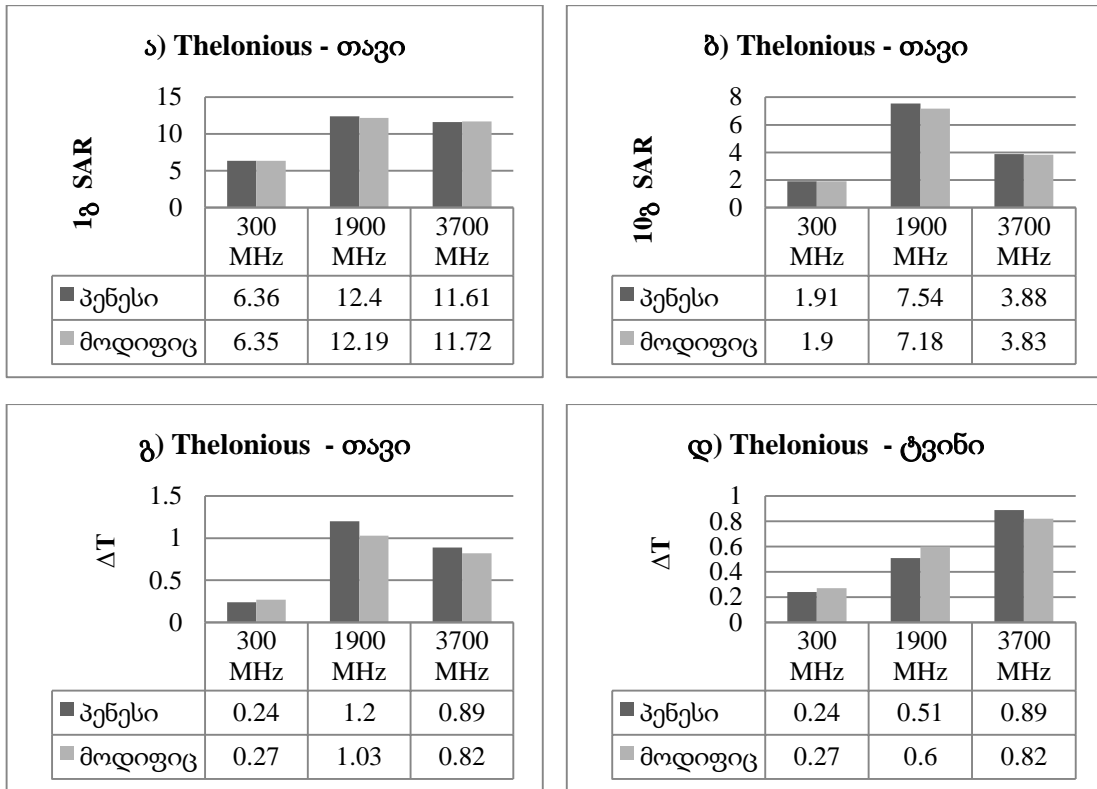 ა) Thelonious - თავი
1გ SAR
15
10
5
0
300 MHz 1900 MHz 3700 MHz
პენესი 6.36 12.4 11.61
მოდიფიც 6.35 12.19 11.72
ბ) Thelonious - თავი
10გ SAR
8
6
4
2
0
300 MHz 1900 MHz 3700 MHz
პენესი 1.91 7.54 3.88
მოდიფიც 1.9 7.18 3.83
გ) Thelonious - თავი
ΔT
1.5
1
0.5
0
300 MHz 1900 MHz 3700 MHz
პენესი 0.24 1.2 0.89
მოდიფიც 0.27 1.03 0.82
დ) Thelonious - ტვინი
ΔT
1
0.8
0.6
0.4
0.2
0
300 MHz 1900 MHz 3700 MHz
პენესი 0.24 0.51 0.89
მოდიფიც 0.27 0.6 0.82